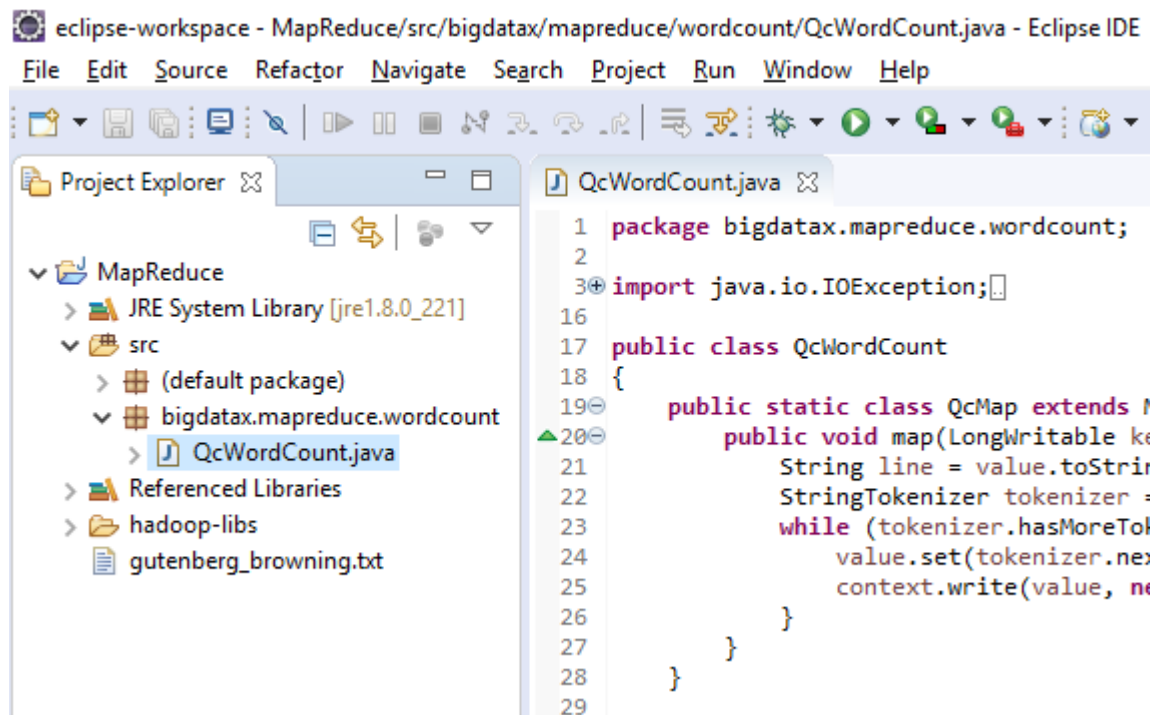 eclipse-workspace - MapReduce/src/bigdatax/mapreduce/wordcount/QcWordCount.java - Eclipse IDE
File Edit Source Refactor Navigate Search Project Run Window Help
Project Explorer
MapReduce
JRE System Library [jre1.8.0_221]
src
(default package)
bigdatax.mapreduce.wordcount
QcWordCount.java
Referenced Libraries
hadoop-libs
gutenberg_browning.txt
QcWordCount.java
1 package bigdatax.mapreduce.wordcount;
2
3 import java.io.IOException;
16
17 public class QcWordCount
18 {
19 public static class QcMap extends M
20 public void map(LongWritable ke
21 String line = value.toStrin
22 StringTokenizer tokenizer =
23 while (tokenizer.hasMoreTok
24 value.set(tokenizer.nex
25 context.write(value, ne
26 }
27 }
28 }
29